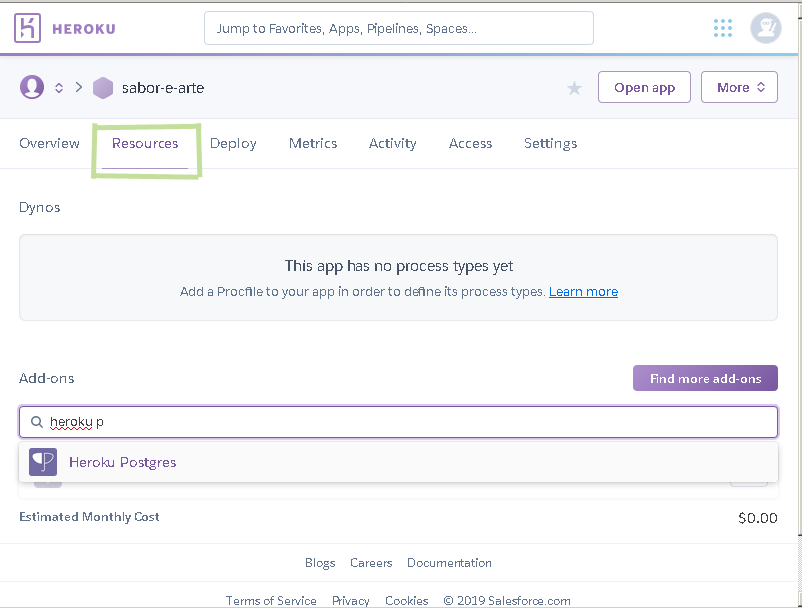 HEROKU
Jump to Favorites, Apps, Pipelines, Spaces...
sabor-e-arte
Open app
More
Overview Resources Deploy Metrics Activity Access Settings
Dynos
This app has no process types yet
Add a Procfile to your app in order to define its process types. Learn more
Add-ons
Find more add-ons
heroku p
Heroku Postgres
Estimated Monthly Cost
$0.00
Blogs Careers Documentation
Terms of Service Privacy Cookies © 2019 Salesforce.com